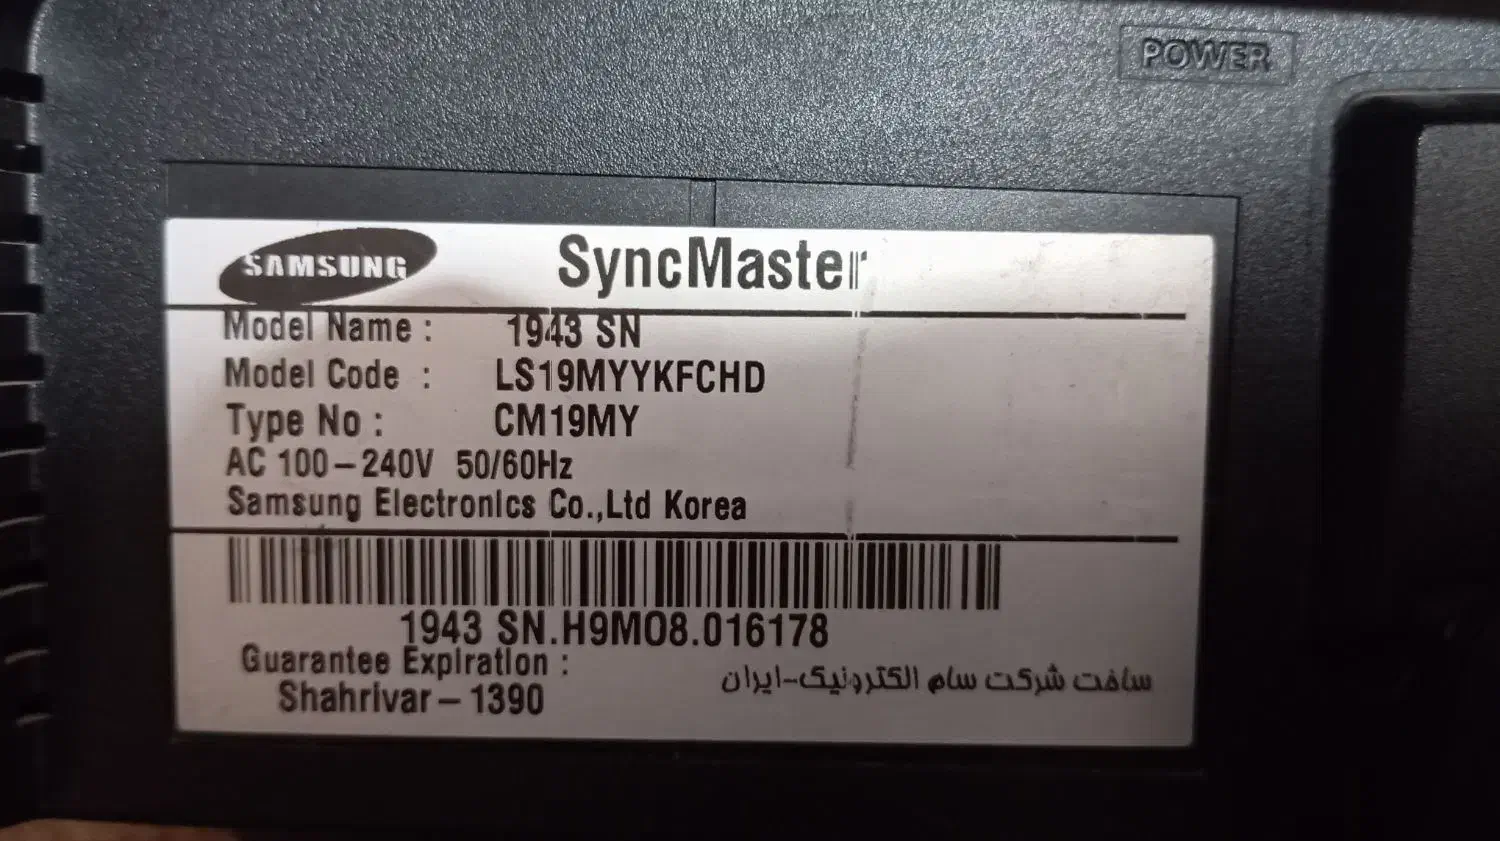 POWER
SAMSUNG SyncMaster
Model Name : 1943 SN
Model Code : LS19MYYKFCHD
Type No : CM19MY
AC 100-240V 50/60Hz
Samsung Electronics Co.,Ltd Korea
1943 SN.H9MO8.016178
Guarantee Expiration :
Shahrivar-1390
ساخت شرکت سام الکترونیک-ایران